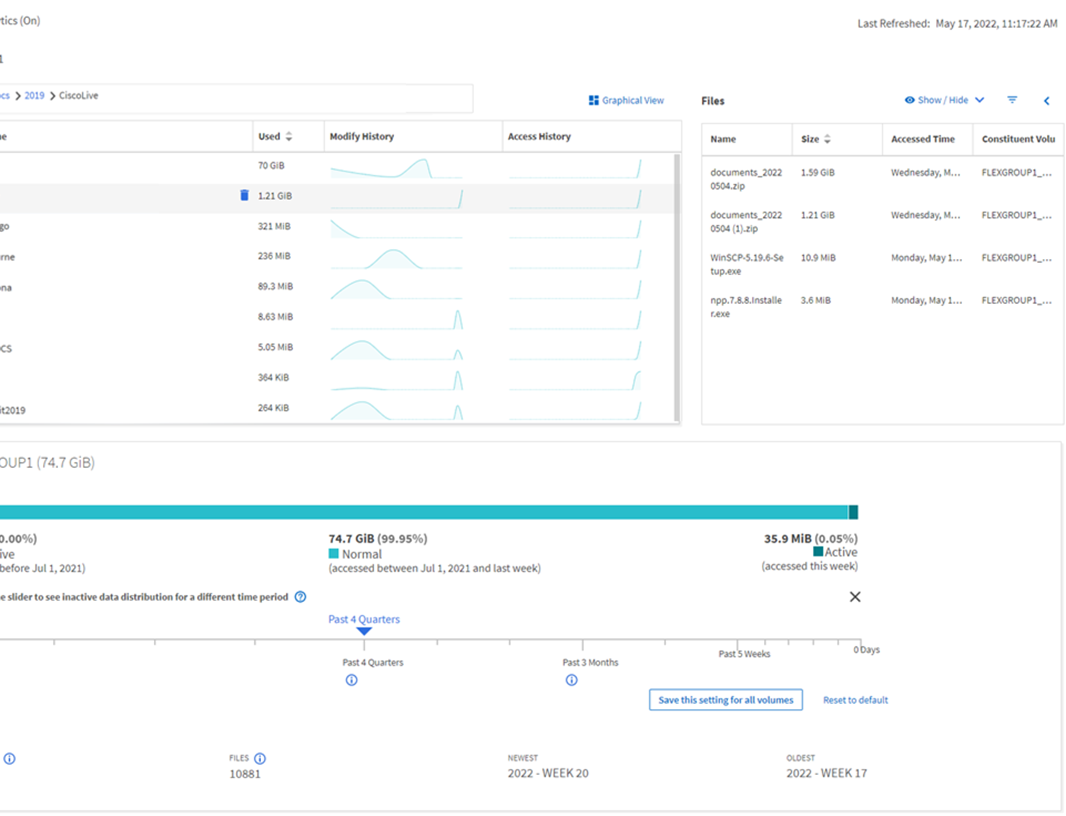 tics (On)
Last Refreshed: May 17, 2022, 11:17:22 AM
1
ocs > 2019 > CiscoLive
Graphical View
Files
Show / Hide
me
Used
Modify History
Access History
Name
Size
Accessed Time
Constituent Volu
70 GiB
1.21 GiB
go
321 MiB
rne
236 MiB
ona
89.3 MiB
8.63 MiB
CS
5.05 MiB
364 KiB
it2019
264 KiB
documents_2022
0504.zip
1.59 GiB
Wednesday, M...
FLEXGROUP1_...
documents_2022
0504 (1).zip
1.21 GiB
Wednesday, M...
FLEXGROUP1_...
WinSCP-5.19.6-Se
tup.exe
10.9 MiB
Monday, May 1...
FLEXGROUP1_...
npp.7.8.8.Installe
r.exe
3.6 MiB
Monday, May 1...
FLEXGROUP1_...
OUP1 (74.7 GiB)
0.00%)
ive
before Jul 1, 2021)
74.7 GiB (99.95%)
Normal
(accessed between Jul 1, 2021 and last week)
35.9 MiB (0.05%)
Active
(accessed this week)
e slider to see inactive data distribution for a different time period
Past 4 Quarters
Past 4 Quarters
Past 3 Months
Past 5 Weeks
0 Days
Save this setting for all volumes
Reset to default
FILES
10881
NEWEST
2022 - WEEK 20
OLDEST
2022 - WEEK 17